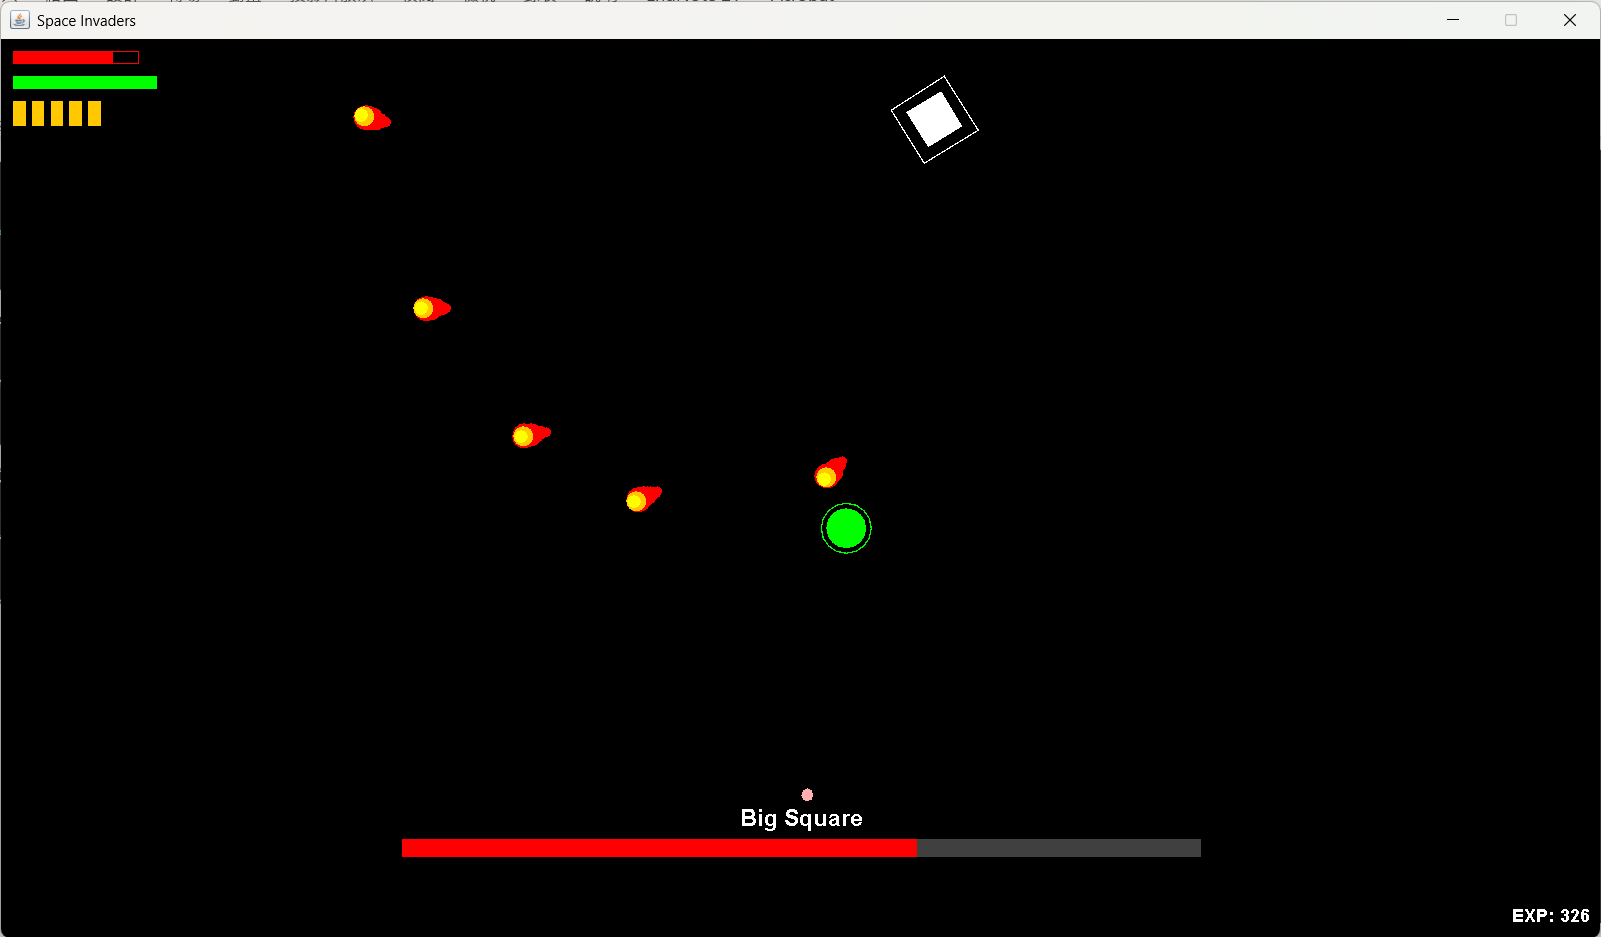 Space Invaders
Big Square
EXP: 326